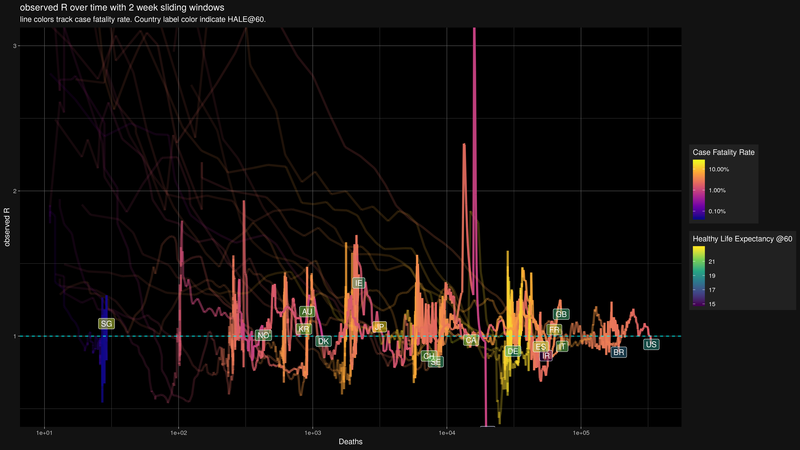 observed R over time with 2 week sliding windows
line colors track case fatality rate. Country label color indicate HALE@60.
3
2
1
observed R
SG
NO
AU
KR
DK
IE
JP
CH
SE
CA
DE
GB
FR
ES
IT
IR
BR
US
1e+01
1e+02
1e+03
1e+04
1e+05
Deaths
Case Fatality Rate
10.00%
1.00%
0.10%
Healthy Life Expectancy @60
21
19
17
15